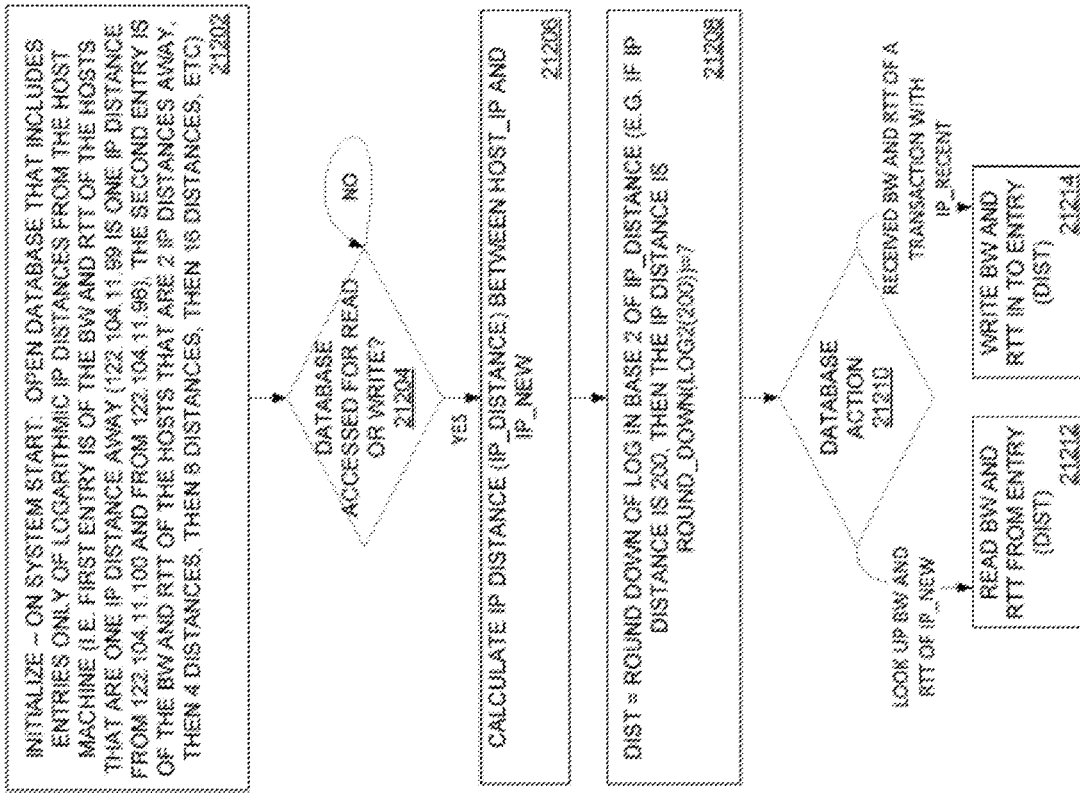 INITIALIZE – ON SYSTEM START: OPEN DATABASE THAT INCLUDES
ENTRIES ONLY OF LOGARITHMIC IP DISTANCES FROM THE HOST
MACHINE (I.E. FIRST ENTRY IS OF THE BW AND RTT OF THE HOSTS
THAT ARE ONE IP DISTANCE AWAY (122.104.11.99 IS ONE IP DISTANCE
FROM 122.104.11.100 AND FROM 122.104.11.98), THE SECOND ENTRY IS
OF THE BW AND RTT OF THE HOSTS THAT ARE 2 IP DISTANCES AWAY,
THEN 4 DISTANCES, THEN 8 DISTANCES, THEN 16 DISTANCES, ETC)
21202
DATABASE
ACCESSED FOR READ
OR WRITE?
21204
NO
YES
CALCULATE IP DISTANCE (IP_DISTANCE) BETWEEN HOST_IP AND
IP_NEW
21206
DIST = ROUND DOWN OF LOG IN BASE 2 OF IP_DISTANCE (E.G. IF IP
DISTANCE IS 200, THEN THE IP DISTANCE IS
ROUND_DOWN(LOG2(200))=7
21208
DATABASE
ACTION
21210
LOOK UP BW AND
RTT OF IP_NEW
RECEIVED BW AND RTT OF A
TRANSACTION WITH
IP_RECENT
READ BW AND
RTT FROM ENTRY
(DIST)
21212
WRITE BW AND
RTT IN TO ENTRY
(DIST)
21214